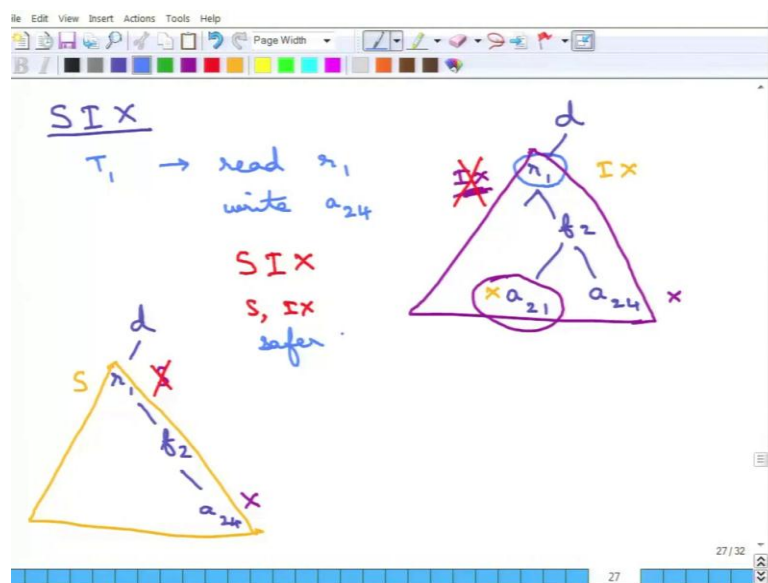 ile Edit View Insert Actions Tools Help
Page Width
B I
SIX
T1 → read r1
write a24
SIX
S, IX
safer
d
IX r1 IX
f2
x a21 a24 x
d
S r1
f2
a24 x
27/32
27